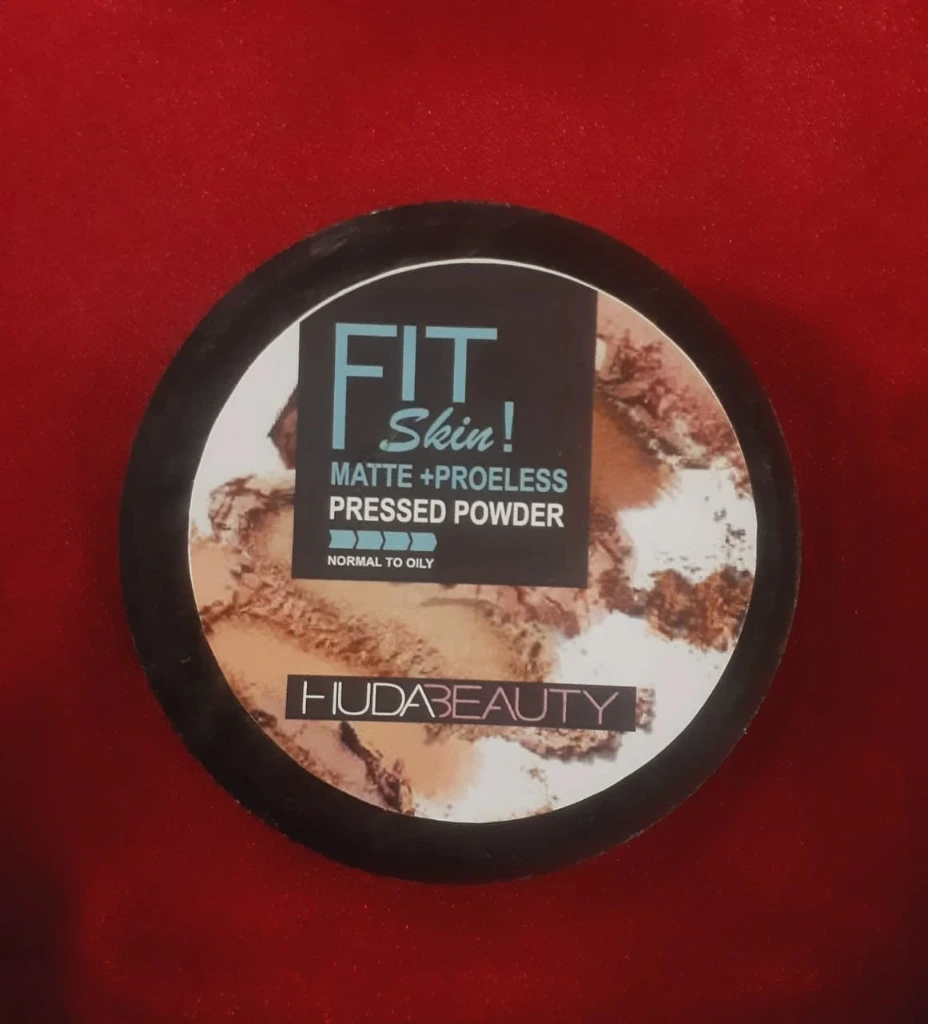 FIT
Skin!
MATTE +PROELESS
PRESSED POWDER
NORMAL TO OILY
HUDABEAUTY